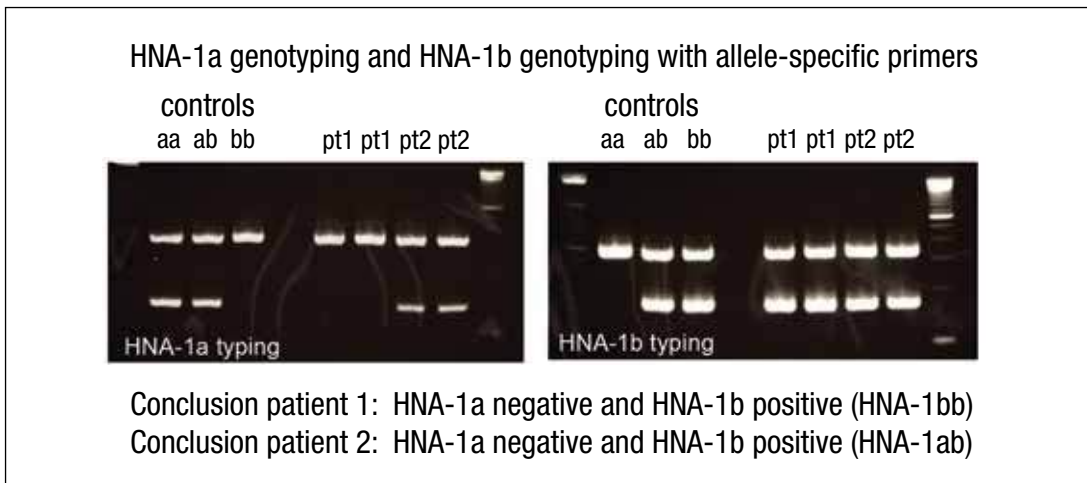 HNA-1a genotyping and HNA-1b genotyping with allele-specific primers
controls
aa ab bb pt1 pt1 pt2 pt2
HNA-1a typing
controls
aa ab bb pt1 pt1 pt2 pt2
HNA-1b typing
Conclusion patient 1: HNA-1a negative and HNA-1b positive (HNA-1bb)
Conclusion patient 2: HNA-1a negative and HNA-1b positive (HNA-1ab)